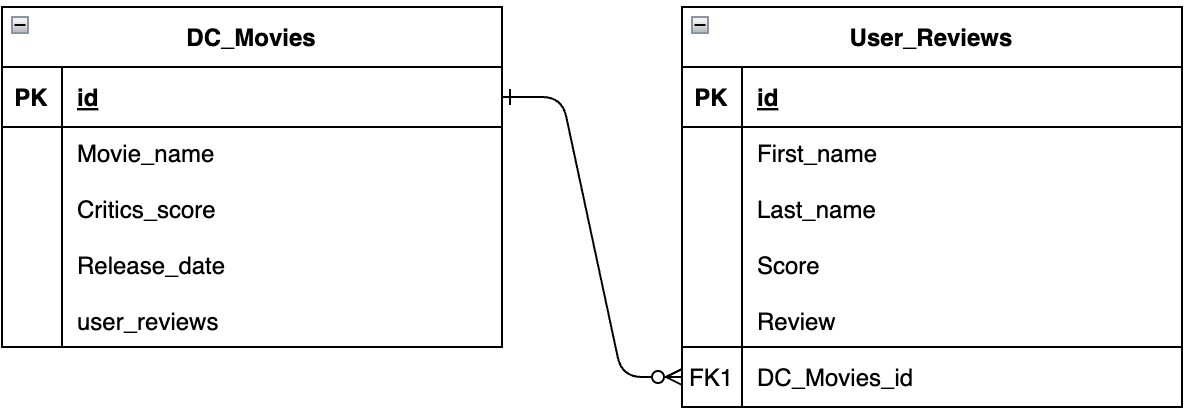 DC_Movies
PK id
Movie_name
Critics_score
Release_date
user_reviews
User_Reviews
PK id
First_name
Last_name
Score
Review
FK1 DC_Movies_id